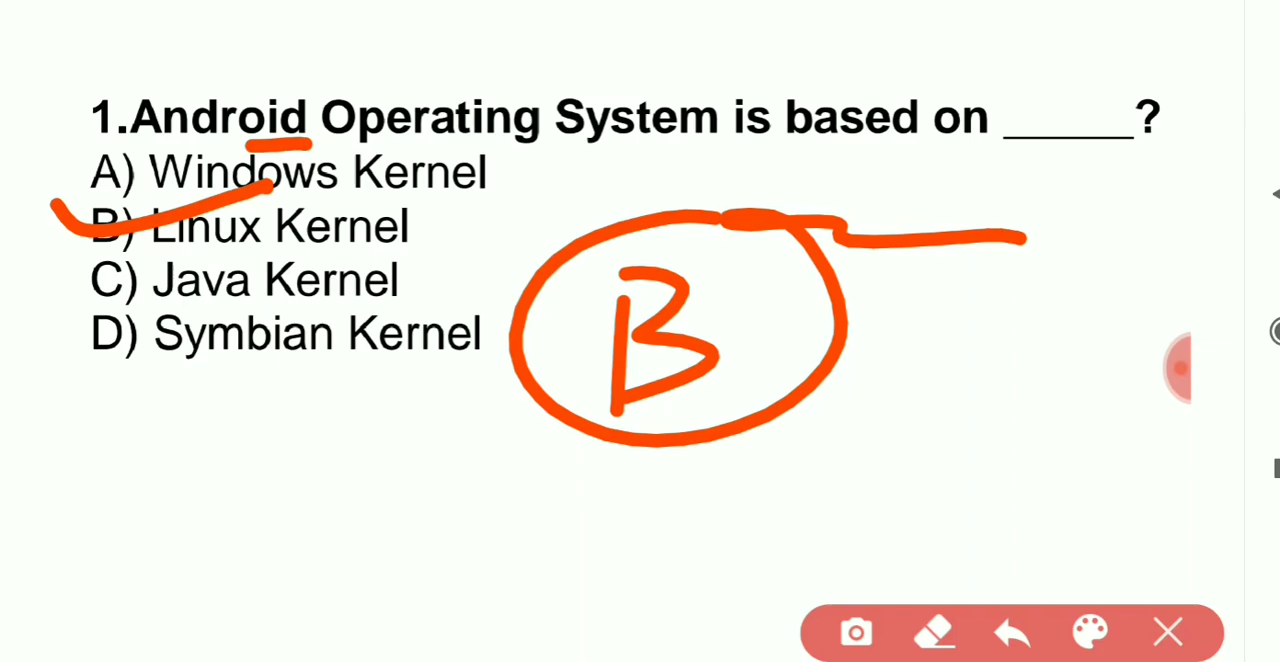 1.Android Operating System is based on _____?
A) Windows Kernel
B) Linux Kernel
C) Java Kernel
D) Symbian Kernel
B